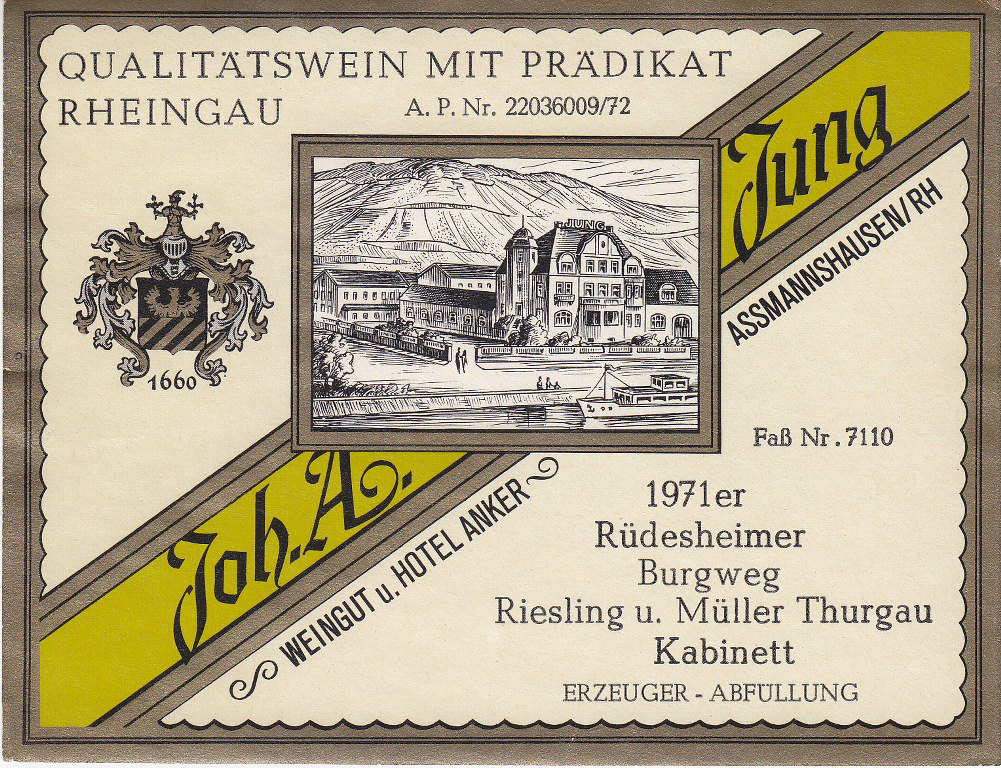 QUALITÄTSWEIN MIT PRÄDIKAT
RHEINGAU
A. P. Nr. 22036009/72
JUNG
1660
Joh. A. Jung
WEINGUT u. HOTEL ANKER
ASSMANNSHAUSEN/RH
Faß Nr. 7110
1971er
Rüdesheimer
Burgweg
Riesling u. Müller Thurgau
Kabinett
ERZEUGER - ABFÜLLUNG